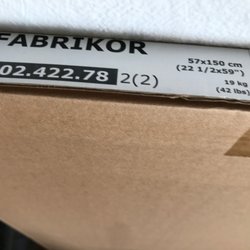 FABRIKOR
02.422.78 2(2)
57x150 cm
(22 1/2x59")
19 kg
(42 lbs)